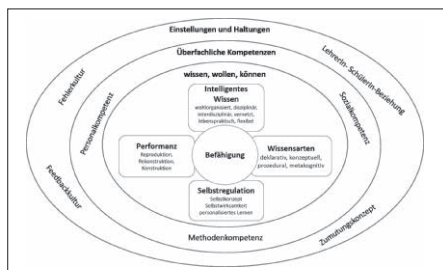 Einstellungen und Haltungen
Überfachliche Kompetenzen
Fehlerkultur
LehrerIn- SchülerIn-Beziehung
wissen, wollen, können
Personalkompetenz
Sozialkompetenz
Intelligentes
Wissen
wohlorganisiert, disziplinär,
interdisziplinär, vernetzt,
lebenspraktisch, flexibel
Performanz
Reproduktion,
Rekonstruktion,
Konstruktion
Befähigung
Wissensarten
deklarativ, konzeptuell,
prozedural, metakognitiv
Selbstregulation
Selbstkonzept
Selbstwirksamkeit
personalisiertes Lernen
Feedbackkultur
Methodenkompetenz
Zumutungskonzept